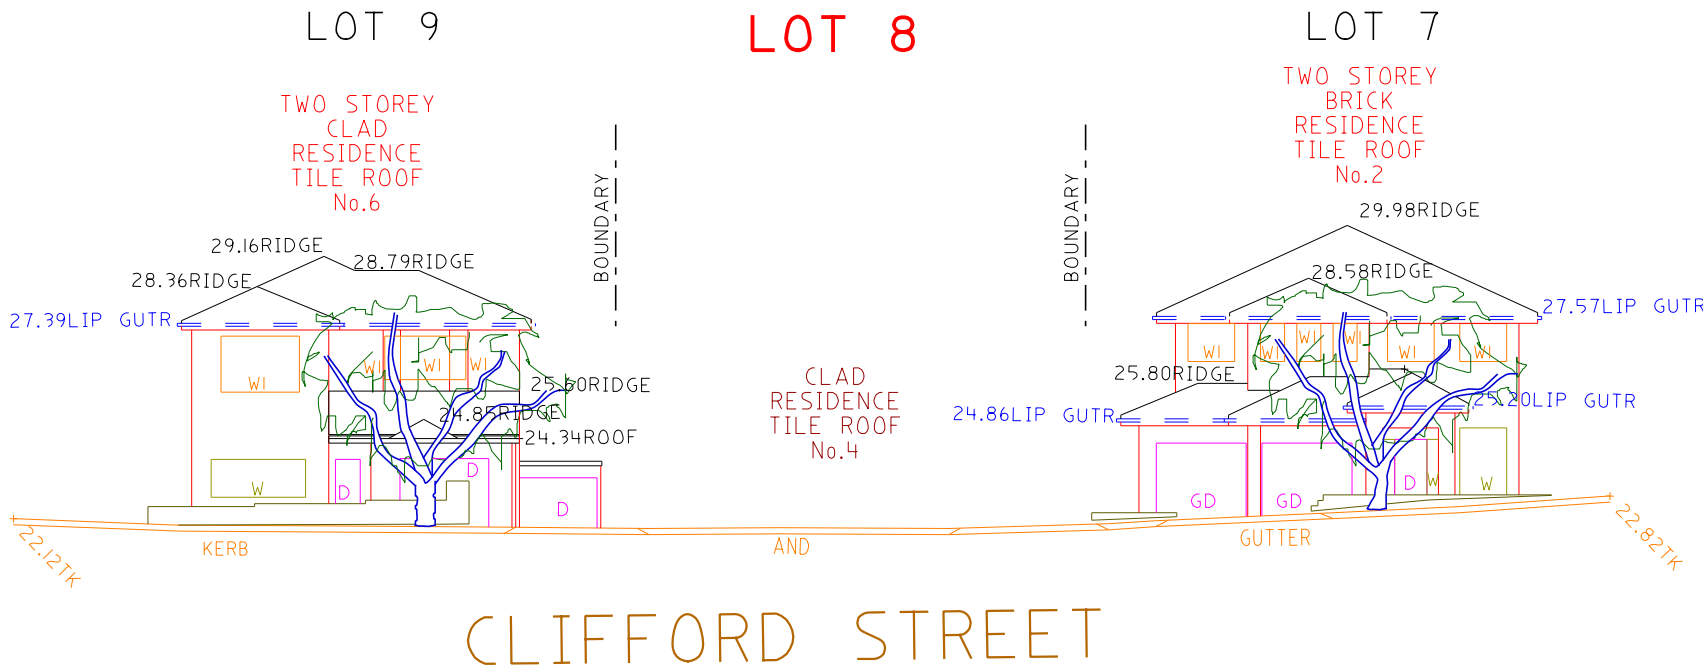 LOT 9
LOT 8
LOT 7
TWO STOREY
CLAD
RESIDENCE
TILE ROOF
No.6
TWO STOREY
BRICK
RESIDENCE
TILE ROOF
No.2
BOUNDARY
BOUNDARY
29.16RIDGE
28.79RIDGE
28.36RIDGE
27.39LIP GUTR
29.98RIDGE
28.58RIDGE
27.57LIP GUTR
WI
WI
WI
WI
25.60RIDGE
24.85RIDGE
24.34ROOF
W
D
D
D
CLAD
RESIDENCE
TILE ROOF
No.4
WI
WI
WI
WI
WI
WI
25.80RIDGE
24.86LIP GUTR
25.20LIP GUTR
GD
GD
D
W
W
22.12TK
KERB
AND
GUTTER
22.82TK
CLIFFORD STREET